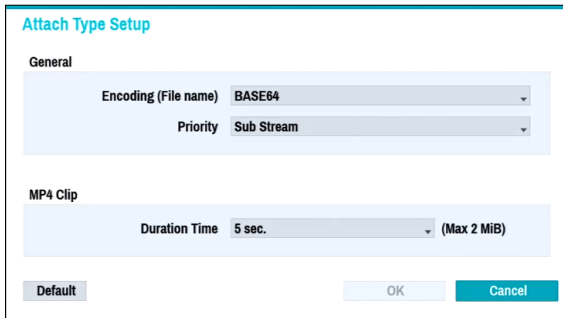 Attach Type Setup
General
Encoding (File name) BASE64
Priority Sub Stream
MP4 Clip
Duration Time 5 sec. (Max 2 MiB)
Default OK Cancel